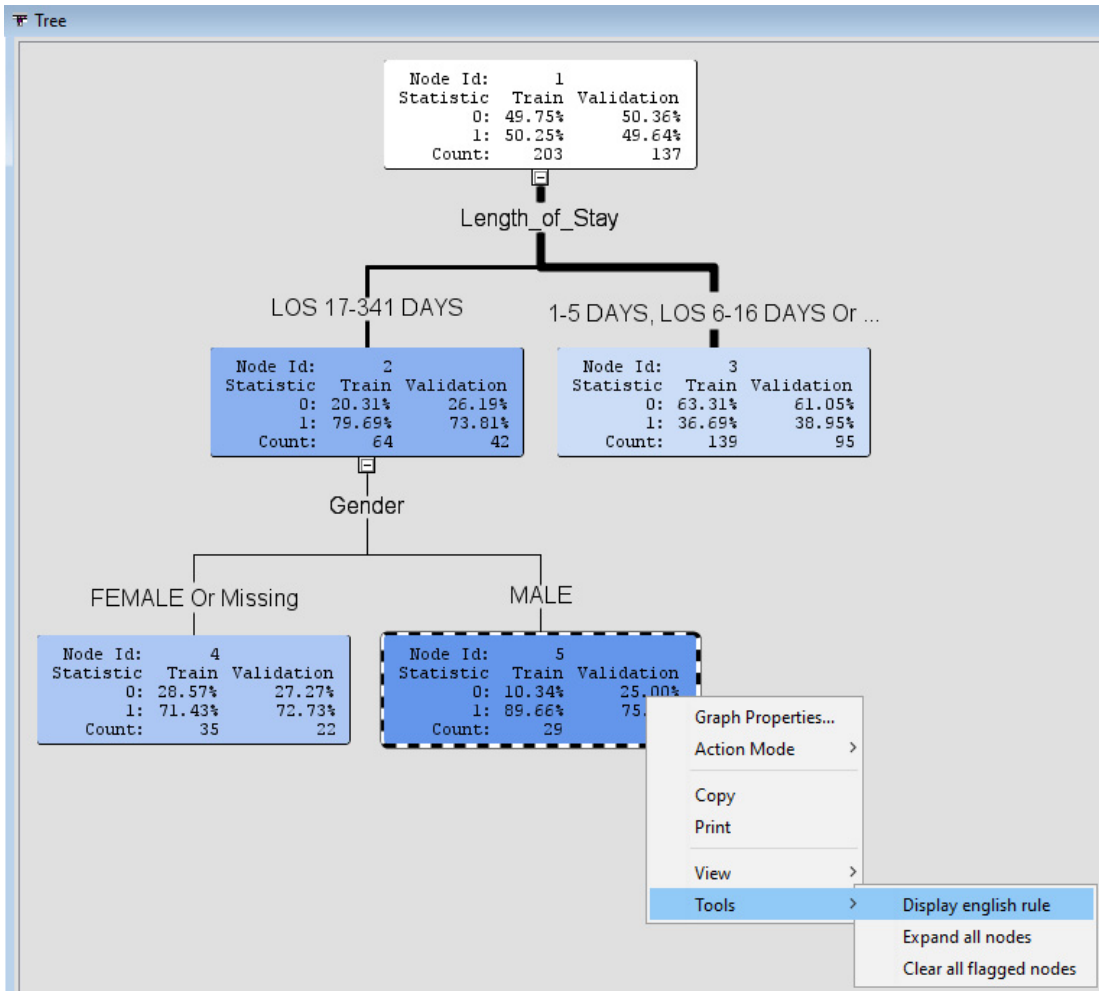 Tree
Node Id: 1
Statistic Train Validation
0: 49.75% 50.36%
1: 50.25% 49.64%
Count: 203 137
Length_of_Stay
LOS 17-341 DAYS
1-5 DAYS, LOS 6-16 DAYS Or ...
Node Id: 2
Statistic Train Validation
0: 20.31% 26.19%
1: 79.69% 73.81%
Count: 64 42
Node Id: 3
Statistic Train Validation
0: 63.31% 61.05%
1: 36.69% 38.95%
Count: 139 95
Gender
FEMALE Or Missing
MALE
Node Id: 4
Statistic Train Validation
0: 28.57% 27.27%
1: 71.43% 72.73%
Count: 35 22
Node Id: 5
Statistic Train Validation
0: 10.34% 25.00%
1: 89.66% 75.
Count: 29
Graph Properties...
Action Mode
Copy
Print
View
Tools
Display english rule
Expand all nodes
Clear all flagged nodes